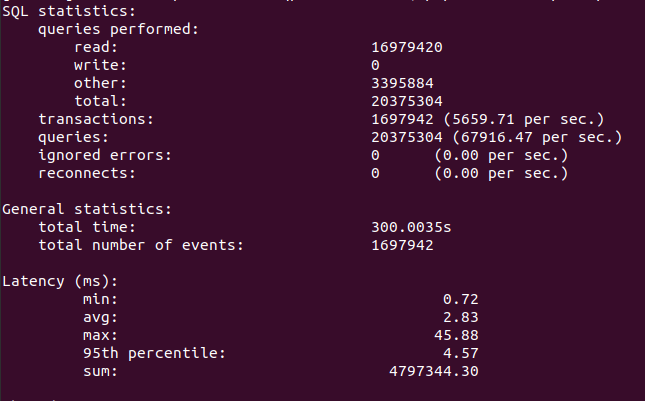 SQL statistics:
queries performed:
read: 16979420
write: 0
other: 3395884
total: 20375304
transactions: 1697942 (5659.71 per sec.)
queries: 20375304 (67916.47 per sec.)
ignored errors: 0 (0.00 per sec.)
reconnects: 0 (0.00 per sec.)
General statistics:
total time: 300.0035s
total number of events: 1697942
Latency (ms):
min: 0.72
avg: 2.83
max: 45.88
95th percentile: 4.57
sum: 4797344.30